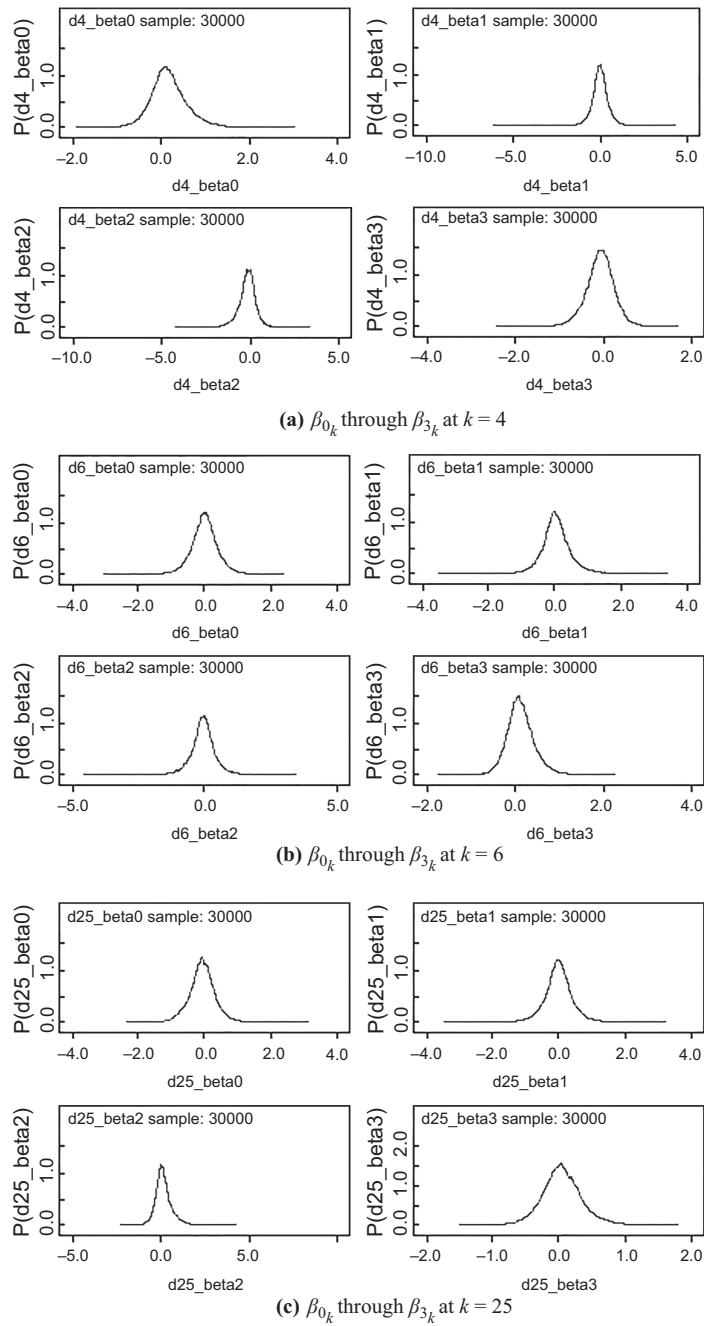 d4_beta0 sample: 30000
P(d4_beta0)
1.0
0.0
–2.0 0.0 2.0 4.0
d4_beta0
d4_beta1 sample: 30000
P(d4_beta1)
1.0
0.0
–10.0 –5.0 0.0 5.0
d4_beta1
d4_beta2 sample: 30000
P(d4_beta2)
1.0
0.0
–10.0 –5.0 0.0 5.0
d4_beta2
d4_beta3 sample: 30000
P(d4_beta3)
1.0
0.0
–4.0 –2.0 0.0 2.0
d4_beta3
(a) β0k through β3k at k = 4
d6_beta0 sample: 30000
P(d6_beta0)
1.0
0.0
–4.0 –2.0 0.0 2.0 4.0
d6_beta0
d6_beta1 sample: 30000
P(d6_beta1)
1.0
0.0
–4.0 –2.0 0.0 2.0 4.0
d6_beta1
d6_beta2 sample: 30000
P(d6_beta2)
1.0
0.0
–5.0 0.0 5.0
d6_beta2
d6_beta3 sample: 30000
P(d6_beta3)
1.0
0.0
–2.0 0.0 2.0 4.0
d6_beta3
(b) β0k through β3k at k = 6
d25_beta0 sample: 30000
P(d25_beta0)
1.0
0.0
–4.0 –2.0 0.0 2.0 4.0
d25_beta0
d25_beta1 sample: 30000
P(d25_beta1)
1.0
0.0
–4.0 –2.0 0.0 2.0 4.0
d25_beta1
d25_beta2 sample: 30000
P(d25_beta2)
1.0
0.0
–5.0 0.0 5.0
d25_beta2
d25_beta3 sample: 30000
P(d25_beta3)
2.0
1.0
0.0
–2.0 –1.0 0.0 1.0 2.0
d25_beta3
(c) β0k through β3k at k = 25